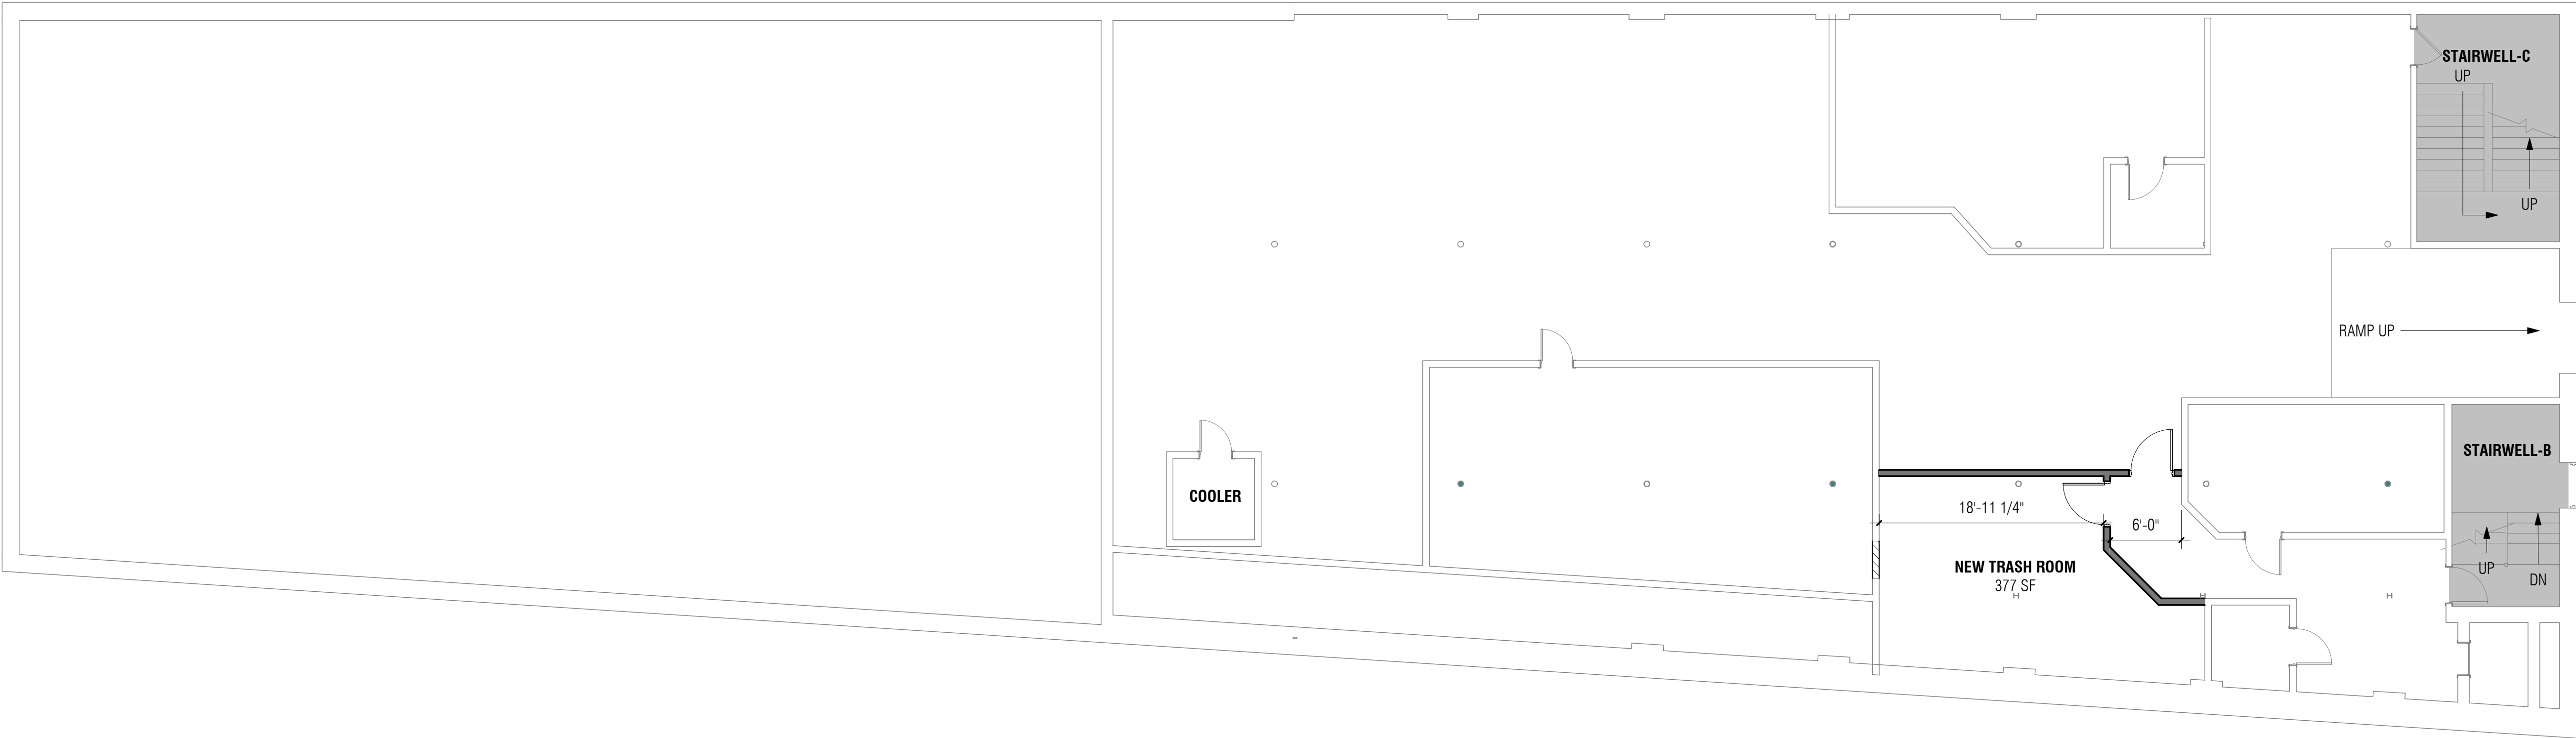 STAIRWELL-C
UP
UP
RAMP UP
STAIRWELL-B
COOLER
18'-11 1/4"
6'-0"
NEW TRASH ROOM
377 SF
UP
DN